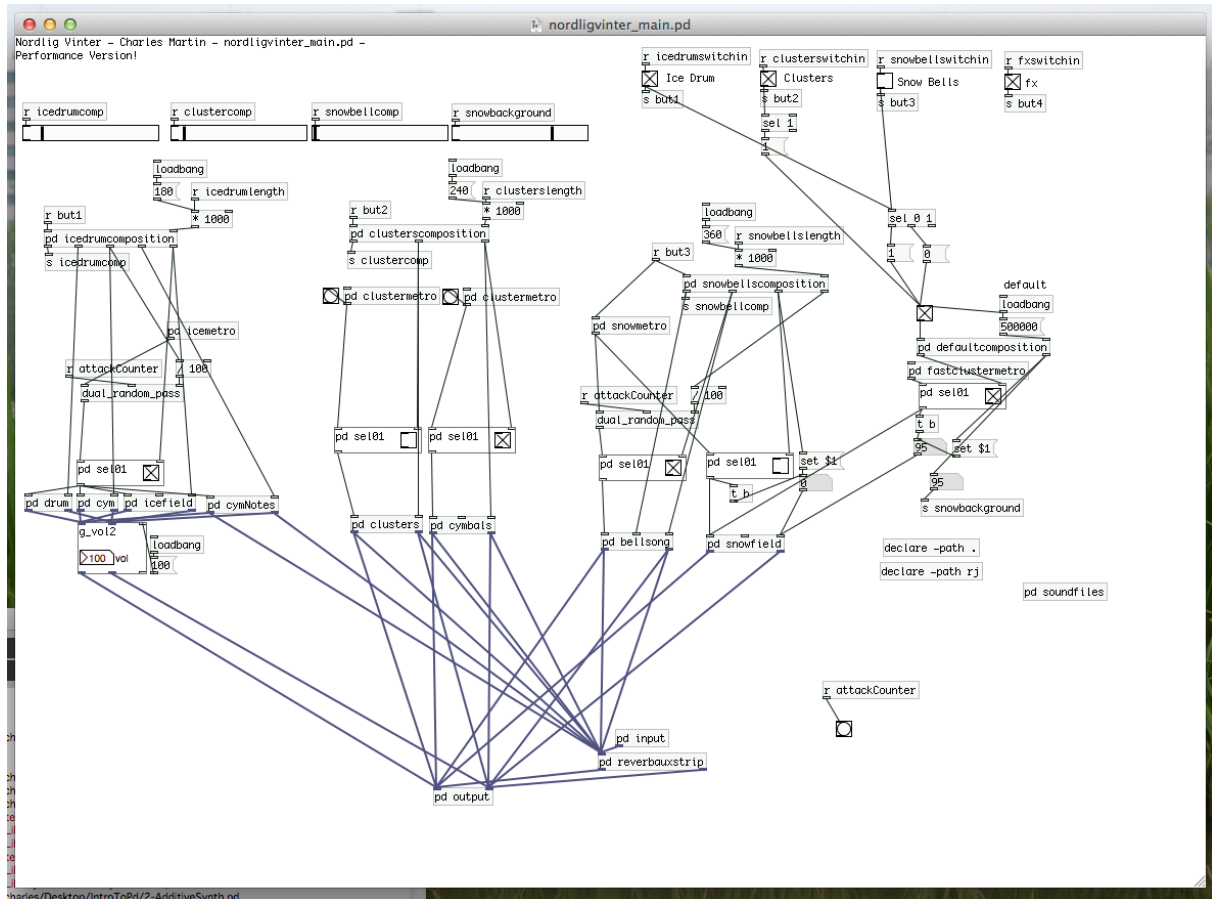 nordligvinter_main.pd
Nordlig Vinter – Charles Martin – nordligvinter_main.pd –
Performance Version!
r icedrumswitchin
r clusterswitchin
r snowbellswitchin
r fxswitchin
Ice Drum
Clusters
Snow Bells
fx
s but1
s but2
s but3
s but4
sel 1
1
r icedrumcomp
r clustercomp
r snowbellcomp
r snowbackground
loadbang
180
r icedrumlength
* 1000
loadbang
240
r clusterslength
* 1000
r but1
pd icedrumcomposition
s icedrumcomp
r but2
pd clusterscomposition
s clustercomp
loadbang
360
r snowbellslength
* 1000
r but3
pd snowbellscomposition
s snowbellcomp
sel 0 1
1
0
default
loadbang
500000
pd defaultcomposition
pd fastclustermetro
pd sel01
t b
95
set $1
95
s snowbackground
pd clustermetro
pd clustermetro
pd icemetro
pd snowmetro
r attackCounter
/ 100
dual_random_pass
r attackCounter
/ 100
dual_random_pass
pd sel01
pd sel01
pd sel01
pd sel01
pd sel01
set $1
0
t b
pd drum
pd cym
pd icefield
pd cymNotes
g_vol2
100
vol
loadbang
100
pd clusters
pd cymbals
pd bellsong
pd snowfield
declare –path .
declare –path rj
pd soundfiles
r attackCounter
pd input
pd reverbauxstrip
pd output
charles/Desktop/IntroToPd/2-AdditiveSynth.pd